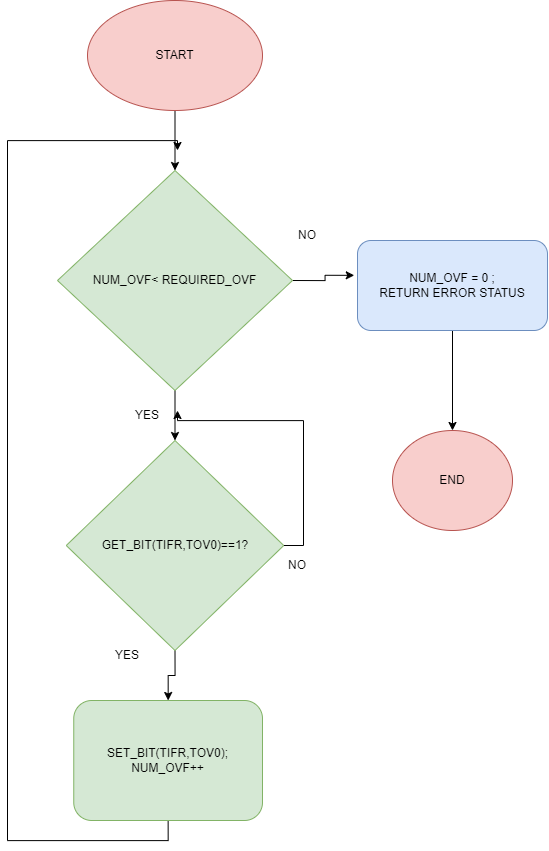 START
NO
NUM_OVF< REQUIRED_OVF
NUM_OVF = 0 ;
RETURN ERROR STATUS
YES
END
GET_BIT(TIFR,TOV0)==1?
NO
YES
SET_BIT(TIFR,TOV0);
NUM_OVF++